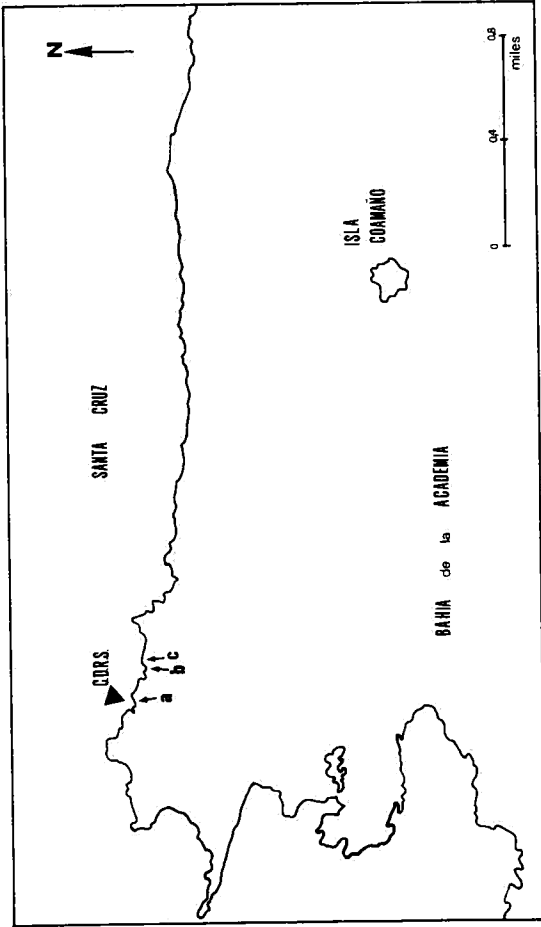 N
SANTA CRUZ
C.D.R.S.
a
b
c
ISLA
COAMAÑO
BAHIA de la ACADEMIA
0 0,4 0,8
miles